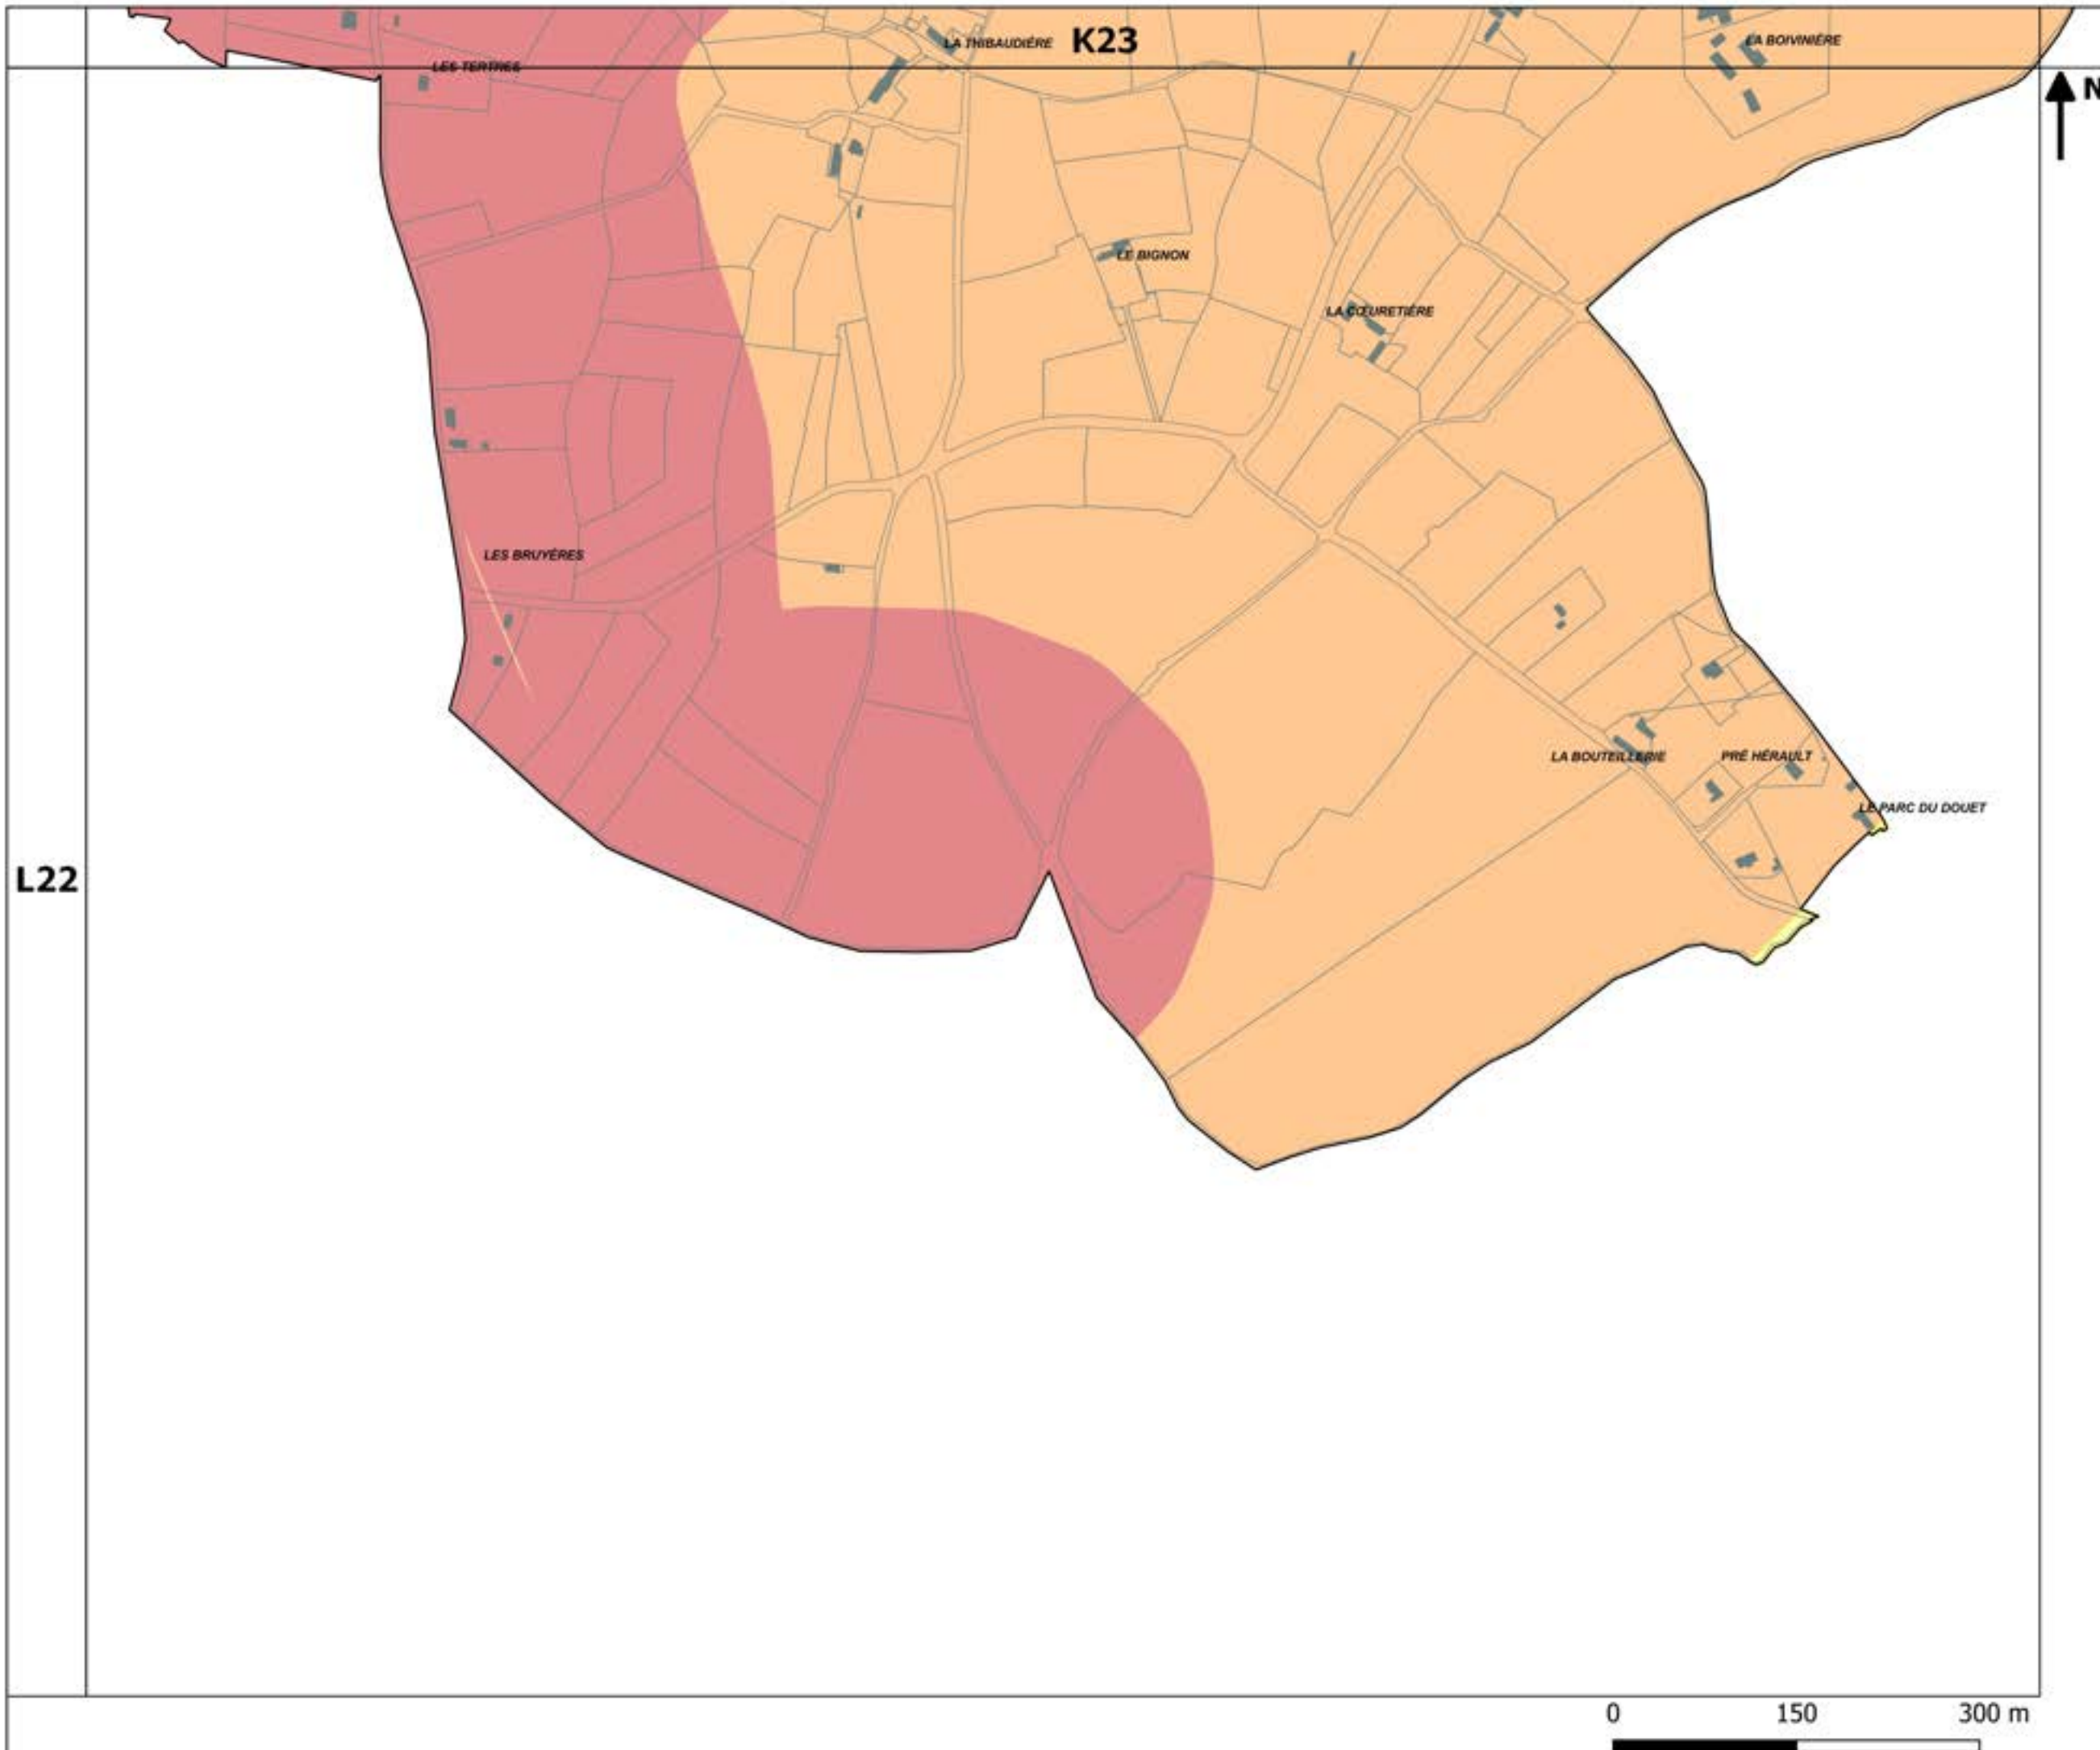 LA THIBAUDIÈRE
K23
LA BOIVINIÈRE
LES TERTRES
N
LE BIGNON
LA CŒURETIÈRE
LES BRUYÈRES
LA BOUTEILLERIE
PRÉ HÉRAULT
LE PARC DU DOUET
L22
0 150 300 m